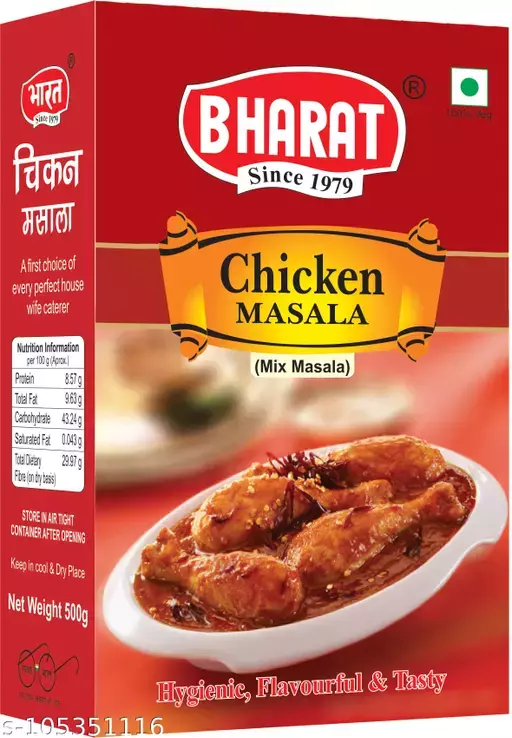 भारत
Since 1979
चिकन
मसाला
A first choice of
every perfect house
wife caterer
Nutrition Information
per 100 g (Aprox.)
Protein 8.57 g
Total Fat 9.63 g
Carbohydrate 43.24 g
Saturated Fat 0.043 g
Total Dietary 29.97 g
Fibre (on dry basis)
STORE IN AIR TIGHT
CONTAINER AFTER OPENING
Keep in cool & Dry Place
Net Weight 500g
BHARAT
®
Since 1979
Chicken
MASALA
(Mix Masala)
Hygienic, Flavourful & Tasty
s-105351116